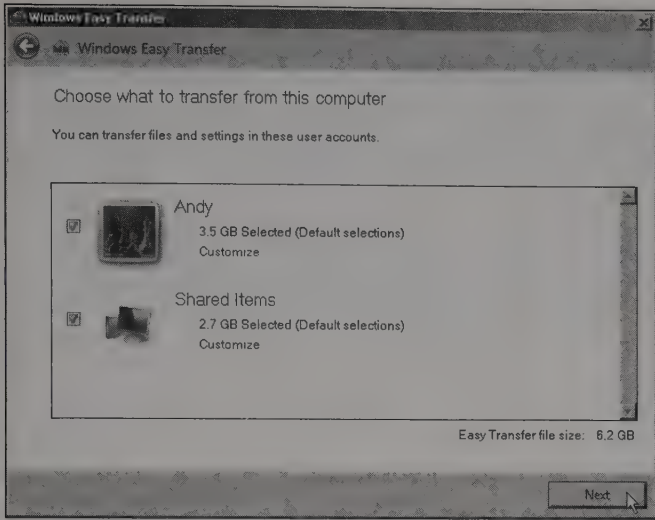 Windows Easy Transfer
Windows Easy Transfer
Choose what to transfer from this computer
You can transfer files and settings in these user accounts.
Andy
3.5 GB Selected (Default selections)
Customize
Shared Items
2.7 GB Selected (Default selections)
Customize
Easy Transfer file size: 6.2 GB
Next